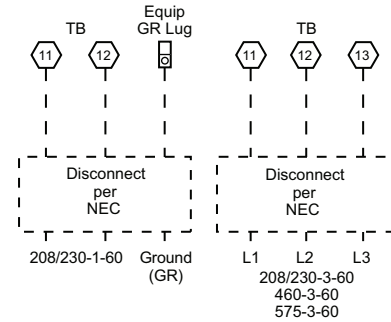 TB
Equip
GR Lug
11 12
Disconnect
per
NEC
208/230-1-60
Ground
(GR)
TB
11 12 13
Disconnect
per
NEC
L1 L2 L3
208/230-3-60
460-3-60
575-3-60